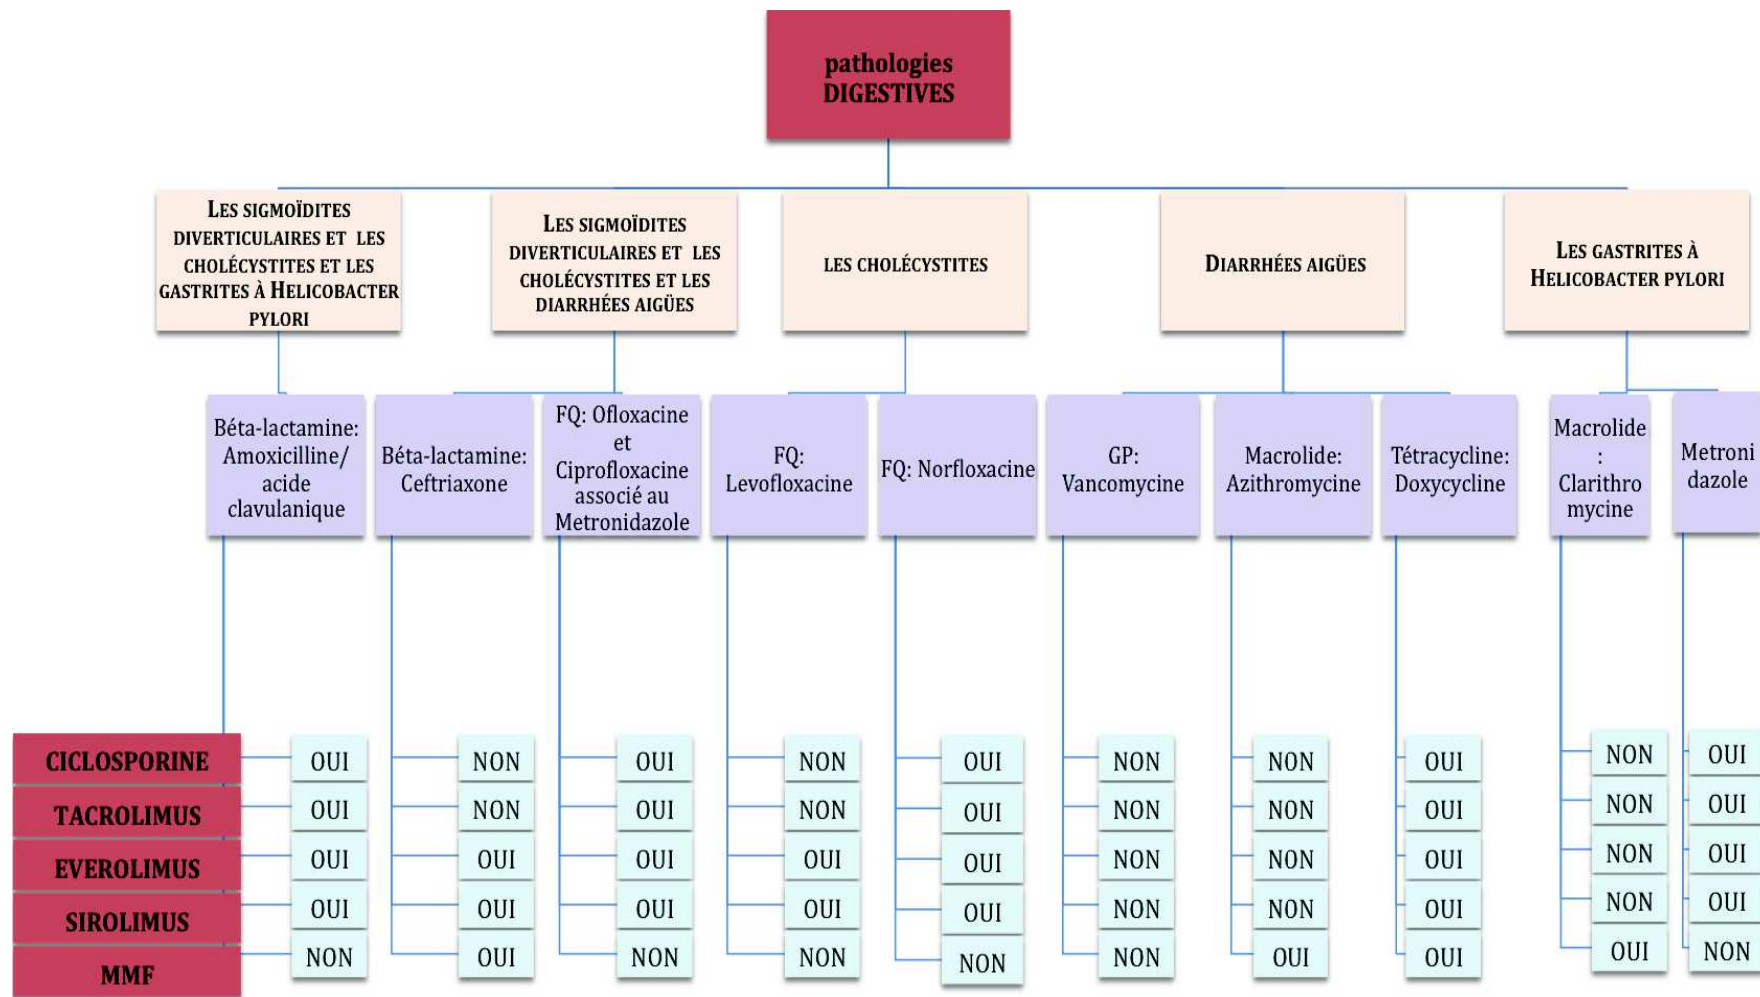 pathologies
DIGESTIVES
LES SIGMOÏDITES
DIVERTICULAIRES ET LES
CHOLÉCYSTITES ET LES
GASTRITES À HELICOBACTER
PYLORI
LES SIGMOÏDITES
DIVERTICULAIRES ET LES
CHOLÉCYSTITES ET LES
DIARRHÉES AIGÜES
LES CHOLÉCYSTITES
DIARRHÉES AIGÜES
LES GASTRITES À
HELICOBACTER PYLORI
Béta-lactamine:
Amoxicilline/
acide
clavulanique
Béta-lactamine:
Ceftriaxone
FQ: Ofloxacine
et
Ciprofloxacine
associé au
Metronidazole
FQ:
Levofloxacine
FQ: Norfloxacine
GP:
Vancomycine
Macrolide:
Azithromycine
Tétracycline:
Doxycycline
Macrolide
:
Clarithro
mycine
Metroni
dazole
CICLOSPORINE OUI NON OUI NON OUI NON NON OUI NON OUI
TACROLIMUS OUI NON OUI NON OUI NON NON OUI NON OUI
EVEROLIMUS OUI OUI OUI OUI OUI NON NON OUI NON OUI
SIROLIMUS OUI OUI OUI OUI OUI NON NON OUI NON OUI
MMF NON OUI NON NON NON NON OUI OUI OUI NON